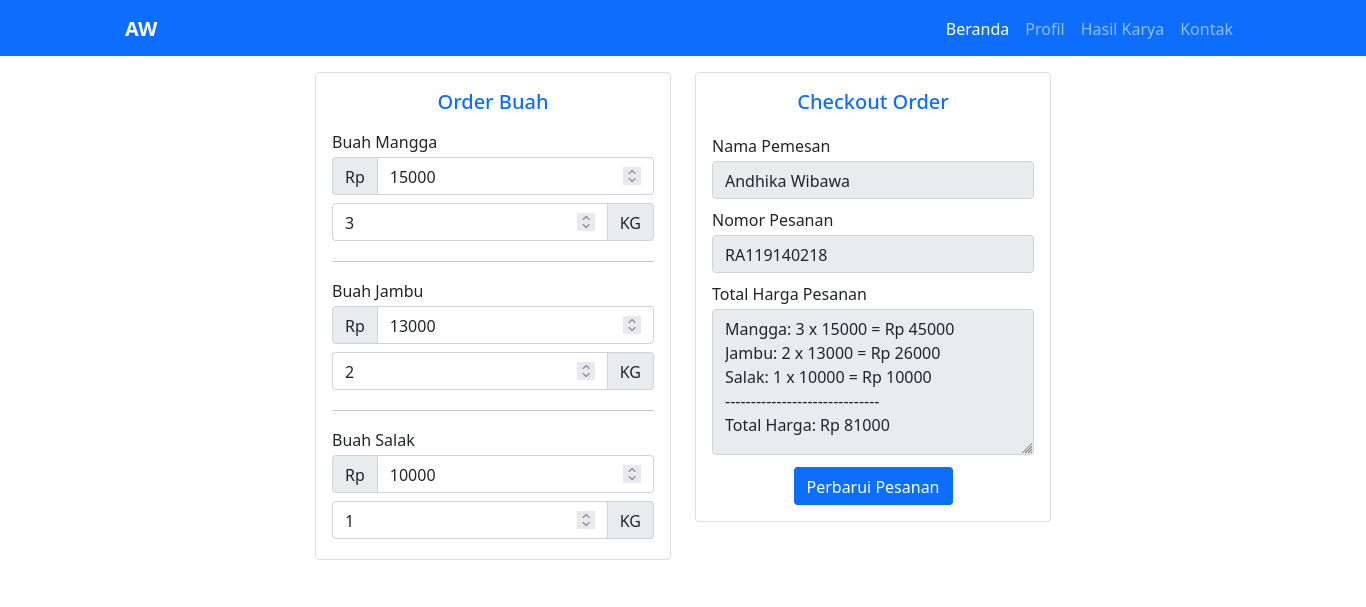 AW
Beranda Profil Hasil Karya Kontak
Order Buah
Buah Mangga
Rp 15000
3 KG
Buah Jambu
Rp 13000
2 KG
Buah Salak
Rp 10000
1 KG
Checkout Order
Nama Pemesan
Andhika Wibawa
Nomor Pesanan
RA119140218
Total Harga Pesanan
Mangga: 3 x 15000 = Rp 45000
Jambu: 2 x 13000 = Rp 26000
Salak: 1 x 10000 = Rp 10000
------------------------------
Total Harga: Rp 81000
Perbarui Pesanan